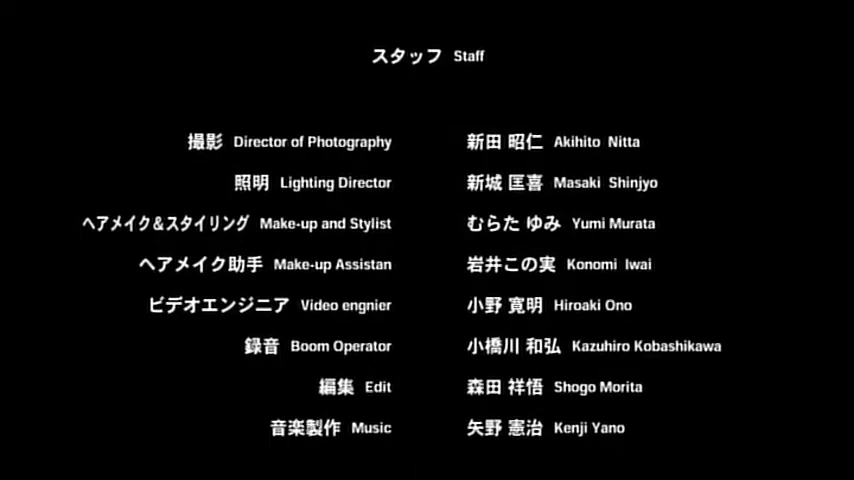 スタッフ Staff
撮影 Director of Photography 新田 昭仁 Akihito Nitta
照明 Lighting Director 新城 匡喜 Masaki Shinjyo
ヘアメイク＆スタイリング Make-up and Stylist むらた ゆみ Yumi Murata
ヘアメイク助手 Make-up Assistan 岩井この実 Konomi Iwai
ビデオエンジニア Video engnier 小野 寛明 Hiroaki Ono
録音 Boom Operator 小橋川 和弘 Kazuhiro Kobashikawa
編集 Edit 森田 祥悟 Shogo Morita
音楽製作 Music 矢野 憲治 Kenji Yano